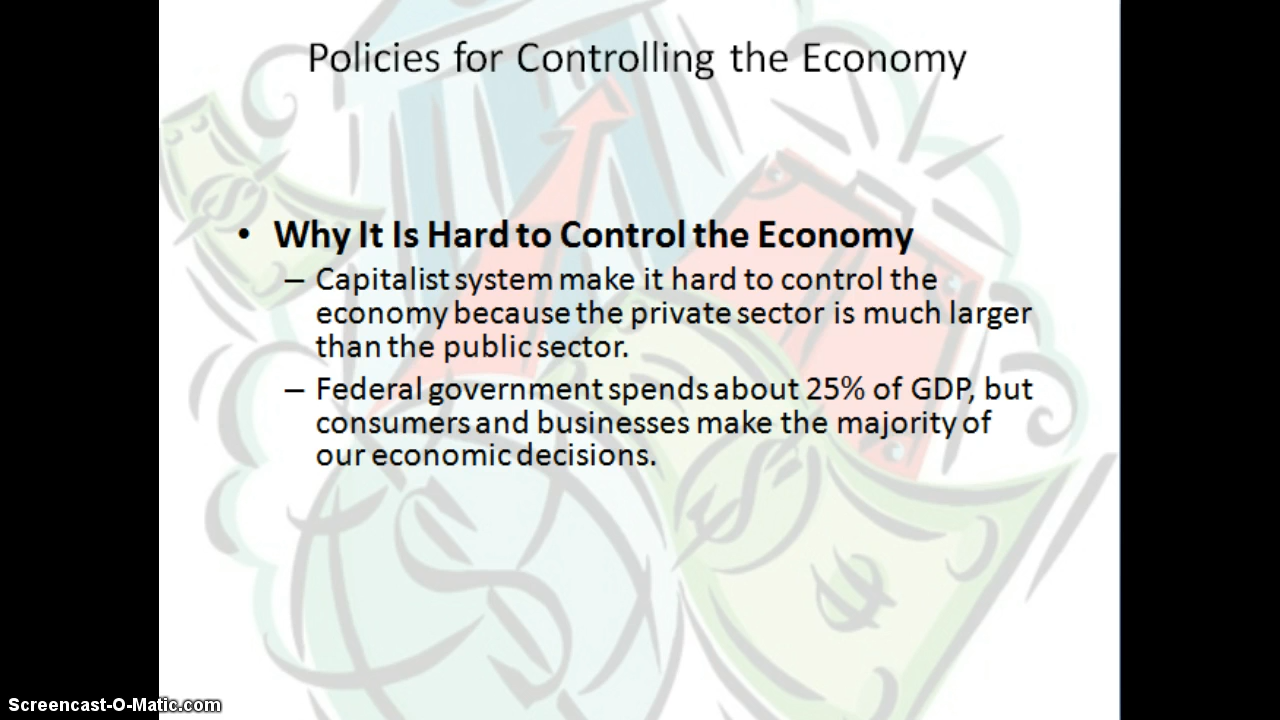 Policies for Controlling the Economy
• Why It Is Hard to Control the Economy
– Capitalist system make it hard to control the
economy because the private sector is much larger
than the public sector.
– Federal government spends about 25% of GDP, but
consumers and businesses make the majority of
our economic decisions.
Screencast-O-Matic.com